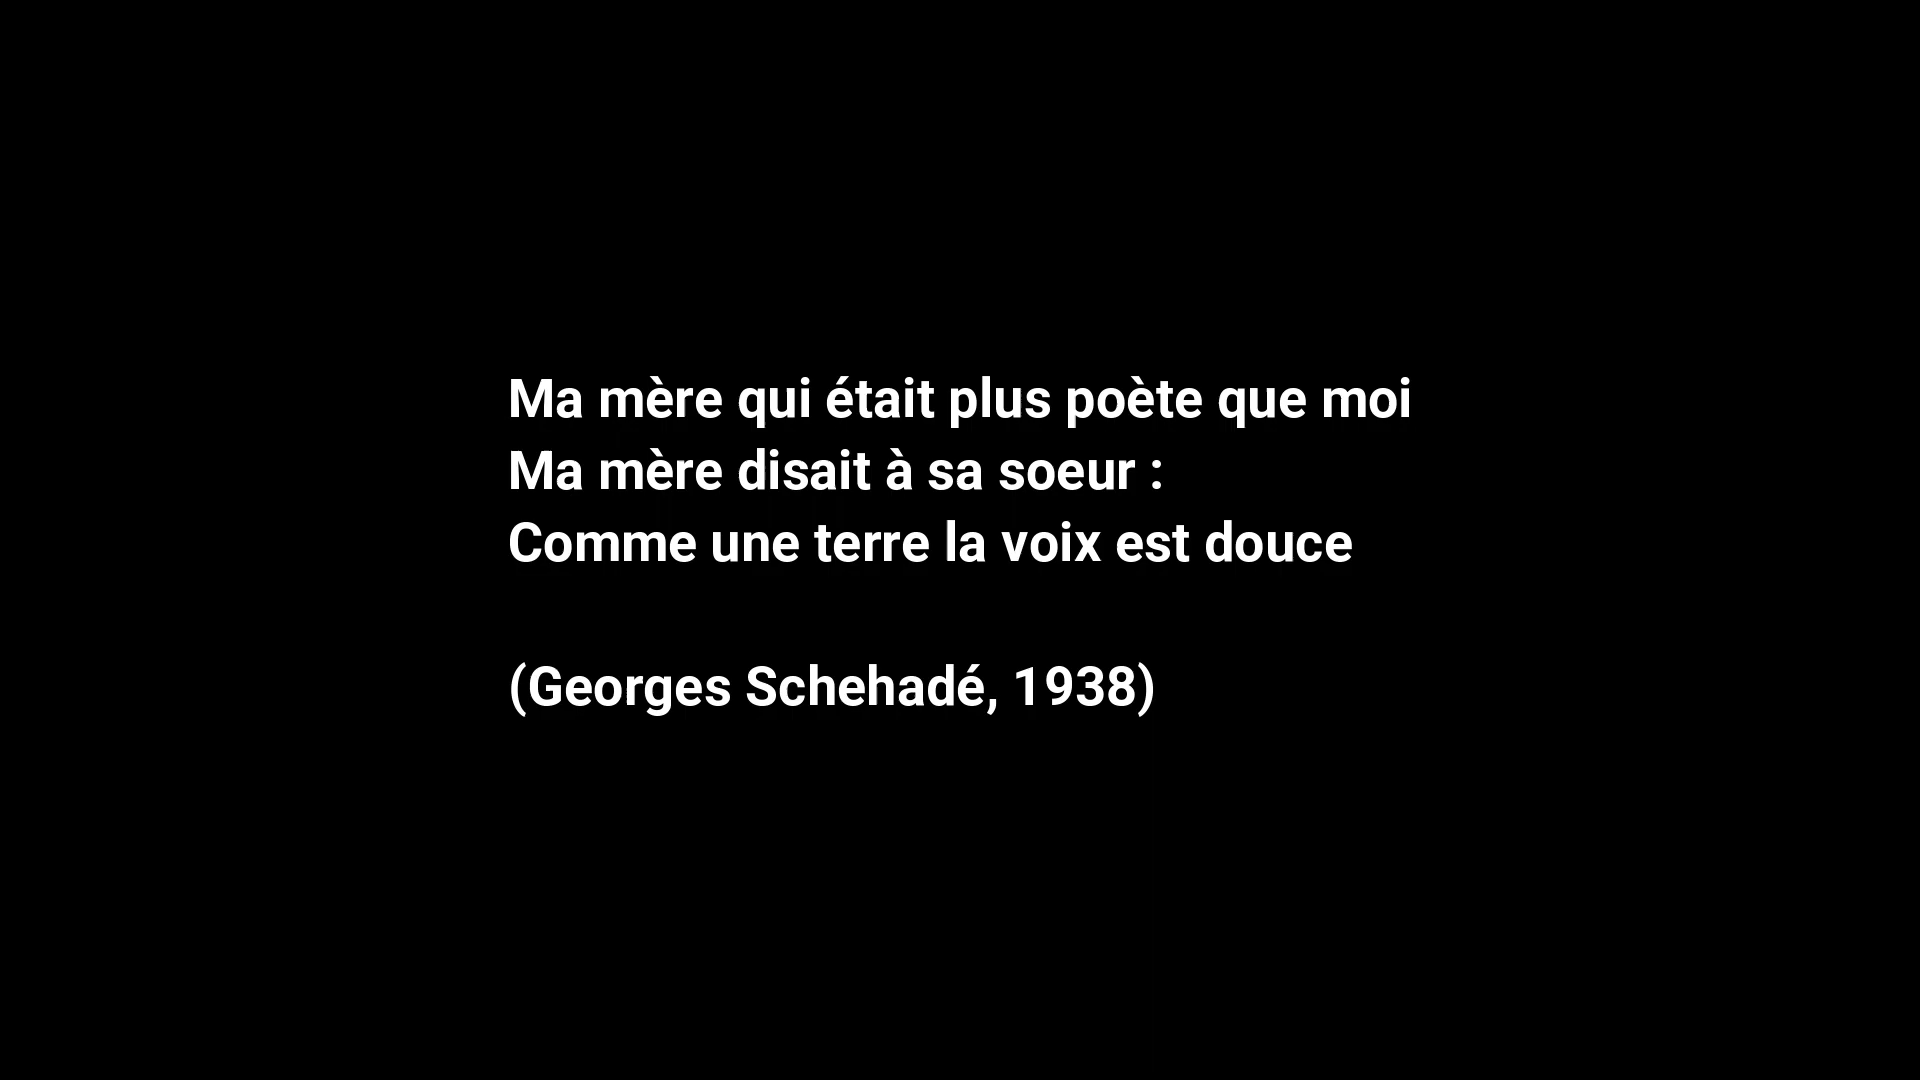 Ma mère qui était plus poète que moi
Ma mère disait à sa soeur :
Comme une terre la voix est douce
(Georges Schehadé, 1938)